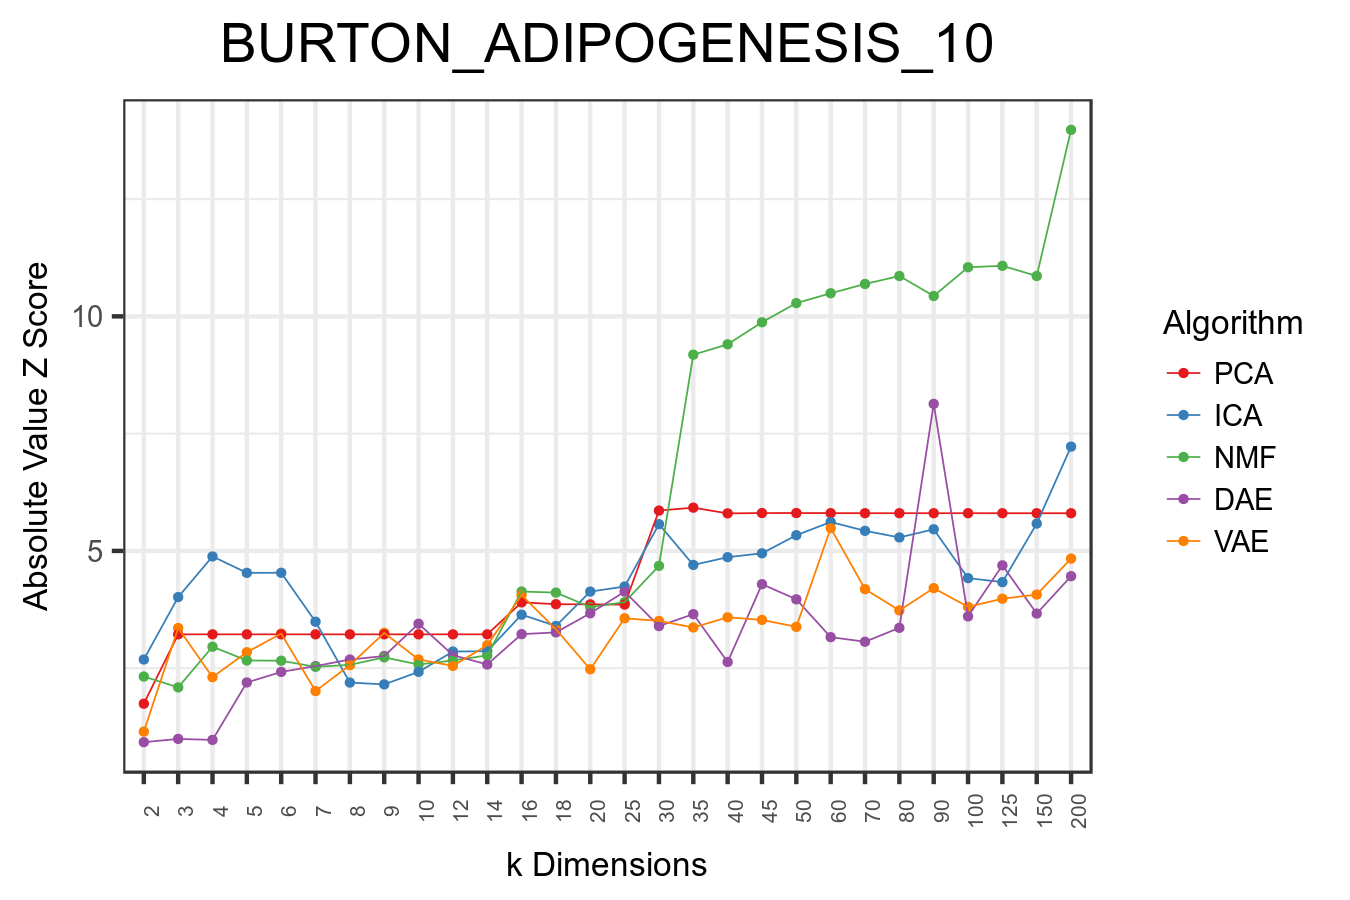 BURTON_ADIPOGENESIS_10
Absolute Value Z Score
10
5
2 3 4 5 6 7 8 9 10 12 14 16 18 20 25 30 35 40 45 50 60 70 80 90 100 125 150 200
k Dimensions
Algorithm
PCA
ICA
NMF
DAE
VAE